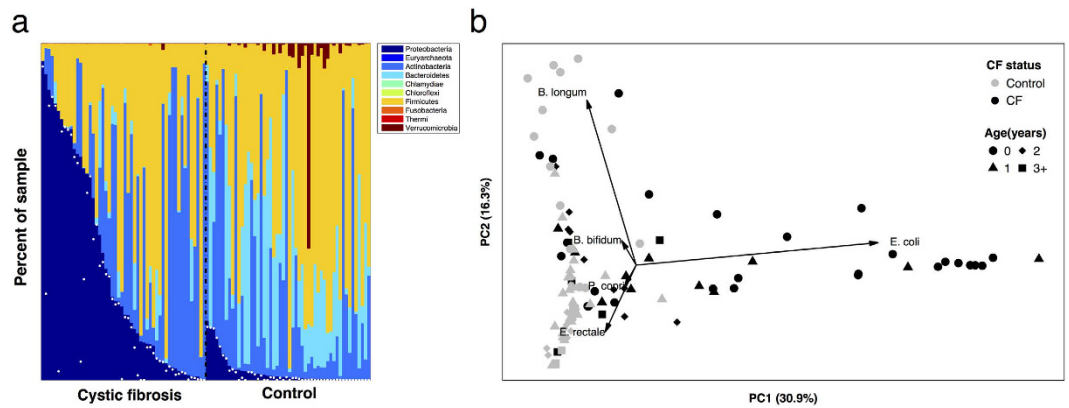 a
Percent of sample
Cystic fibrosis
Control
Proteobacteria
Euryarchaeota
Actinobacteria
Bacteroidetes
Chlamydiae
Chloroflexi
Firmicutes
Fusobacteria
Thermi
Verrucomicrobia
b
PC2 (16.3%)
PC1 (30.9%)
B. longum
B. bifidum
P. copri
E. rectale
E. coli
CF status
Control
CF
Age(years)
0 2
1 3+